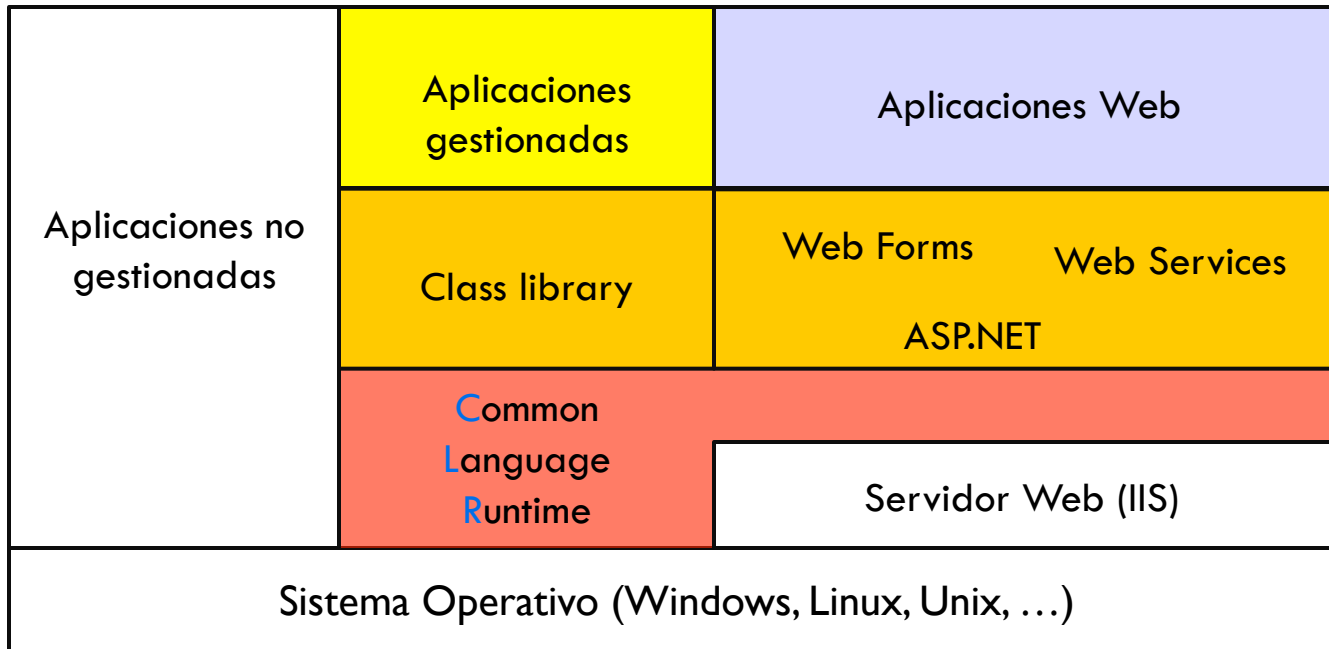 Aplicaciones no
gestionadas
Aplicaciones
gestionadas
Aplicaciones Web
Class library
Web Forms
Web Services
ASP.NET
Common
Language
Runtime
Servidor Web (IIS)
Sistema Operativo (Windows, Linux, Unix, …)